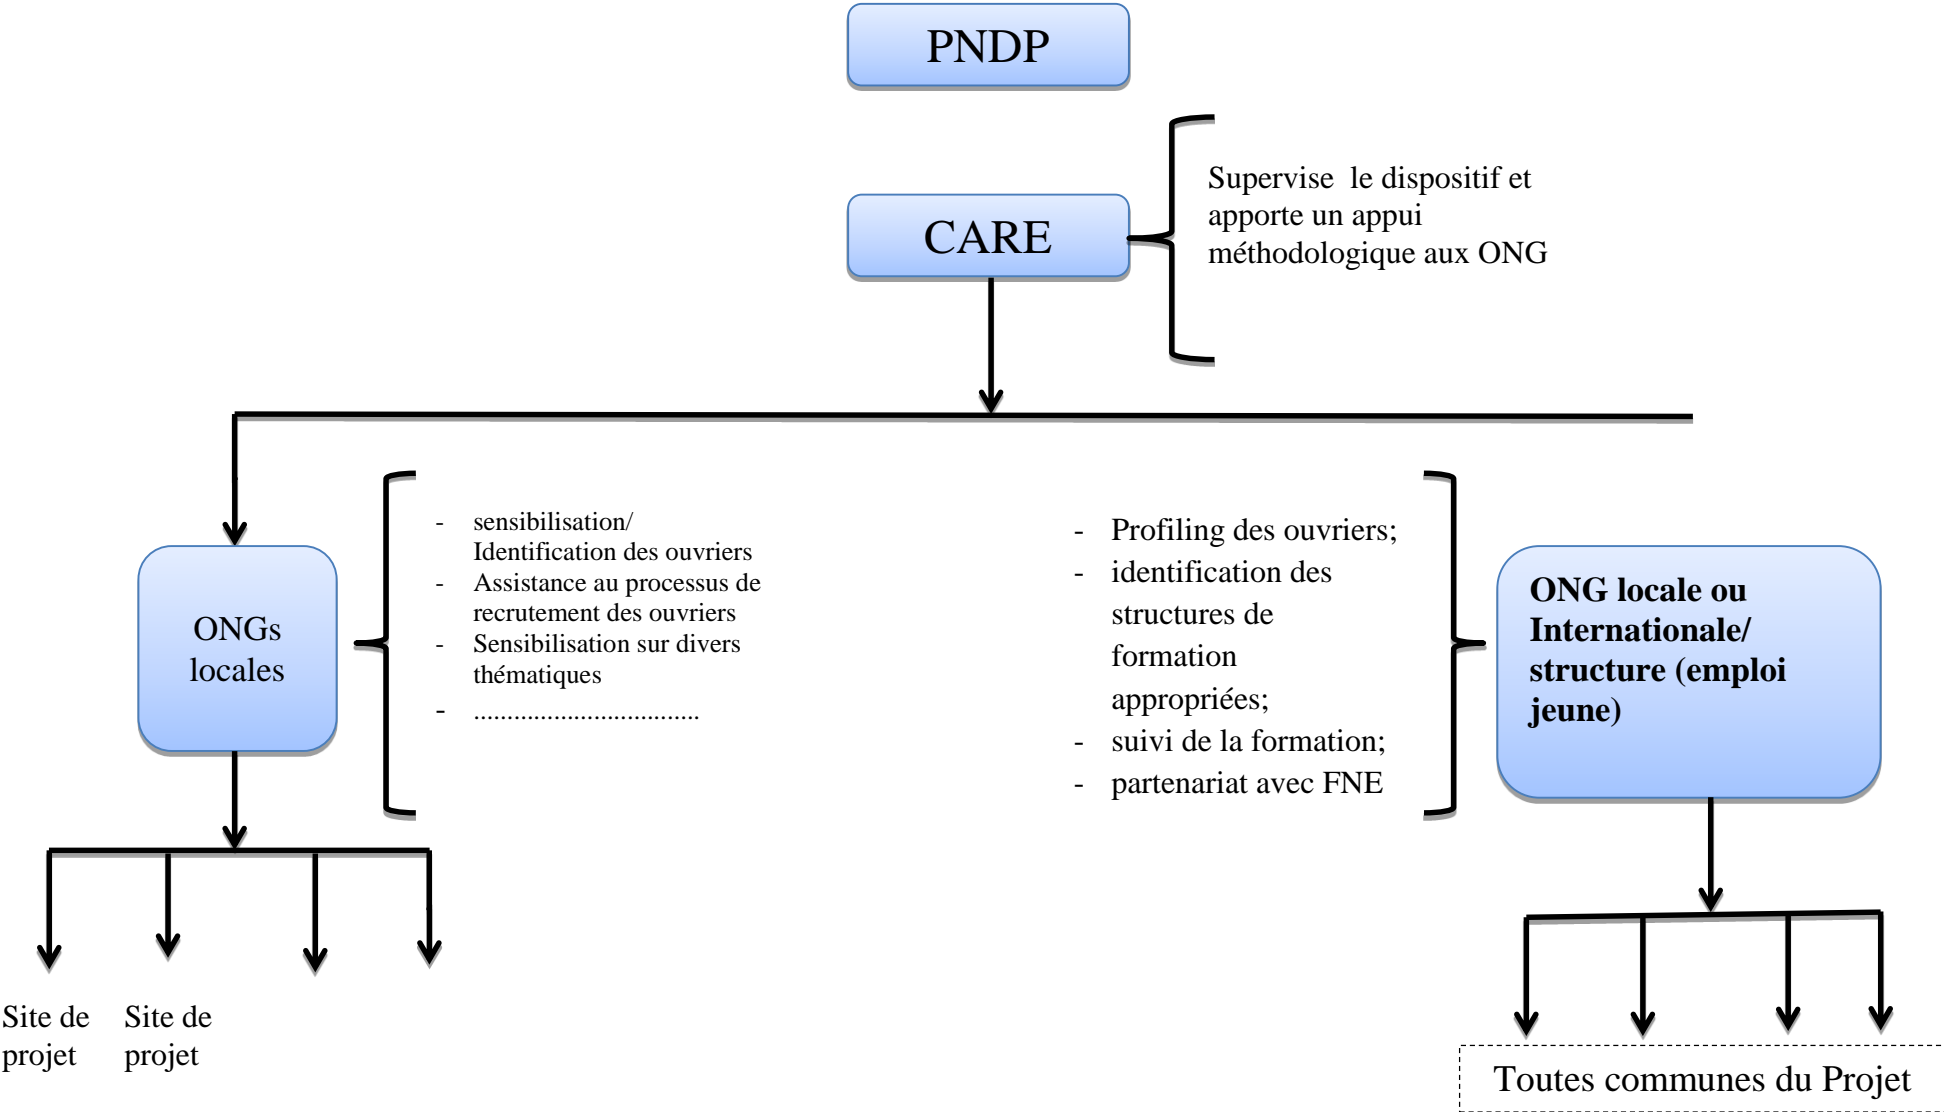 PNDP
Supervise le dispositif et
apporte un appui
méthodologique aux ONG
CARE
- sensibilisation/
Identification des ouvriers
- Assistance au processus de
recrutement des ouvriers
- Sensibilisation sur divers
thématiques
- ..................................
ONGs
locales
- Profiling des ouvriers;
- identification des
structures de
formation
appropriées;
- suivi de la formation;
- partenariat avec FNE
ONG locale ou
Internationale/
structure (emploi
jeune)
Site de
projet
Site de
projet
Toutes communes du Projet